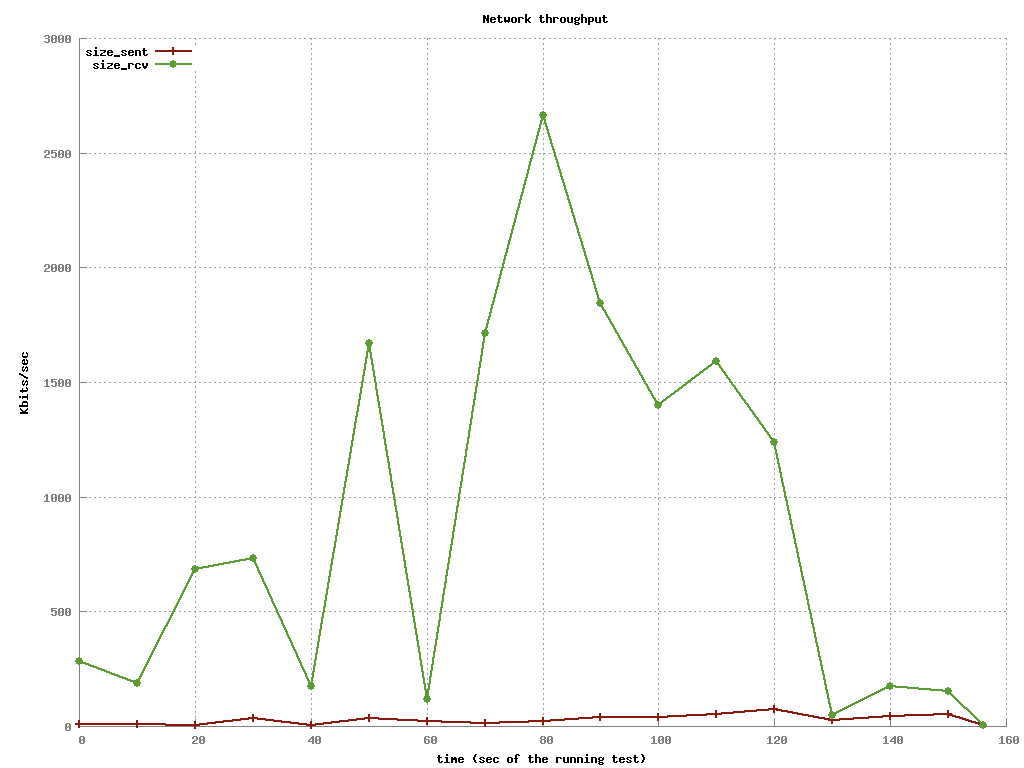 Network throughput
3000
size_sent
size_rcv
2500
2000
1500
Kbits/sec
1000
500
0
0 20 40 60 80 100 120 140 160
time (sec of the running test)